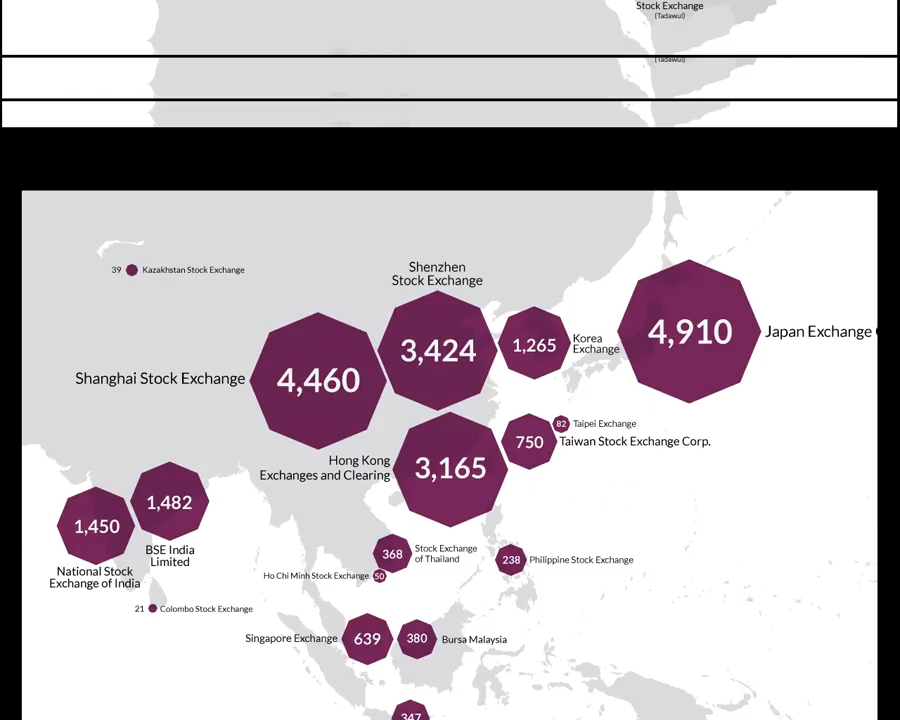 Stock Exchange
(Tadawul)
(Tadawul)
39 Kazakhstan Stock Exchange
Shenzhen
Stock Exchange
3,424
1,265
Korea
Exchange
4,910
Japan Exchange
Shanghai Stock Exchange
4,460
82 Taipei Exchange
750
Taiwan Stock Exchange Corp.
Hong Kong
Exchanges and Clearing
3,165
1,482
BSE India
Limited
1,450
National Stock
Exchange of India
368
Stock Exchange
of Thailand
238 Philippine Stock Exchange
Ho Chi Minh Stock Exchange 50
21 Colombo Stock Exchange
Singapore Exchange 639
380 Bursa Malaysia
347